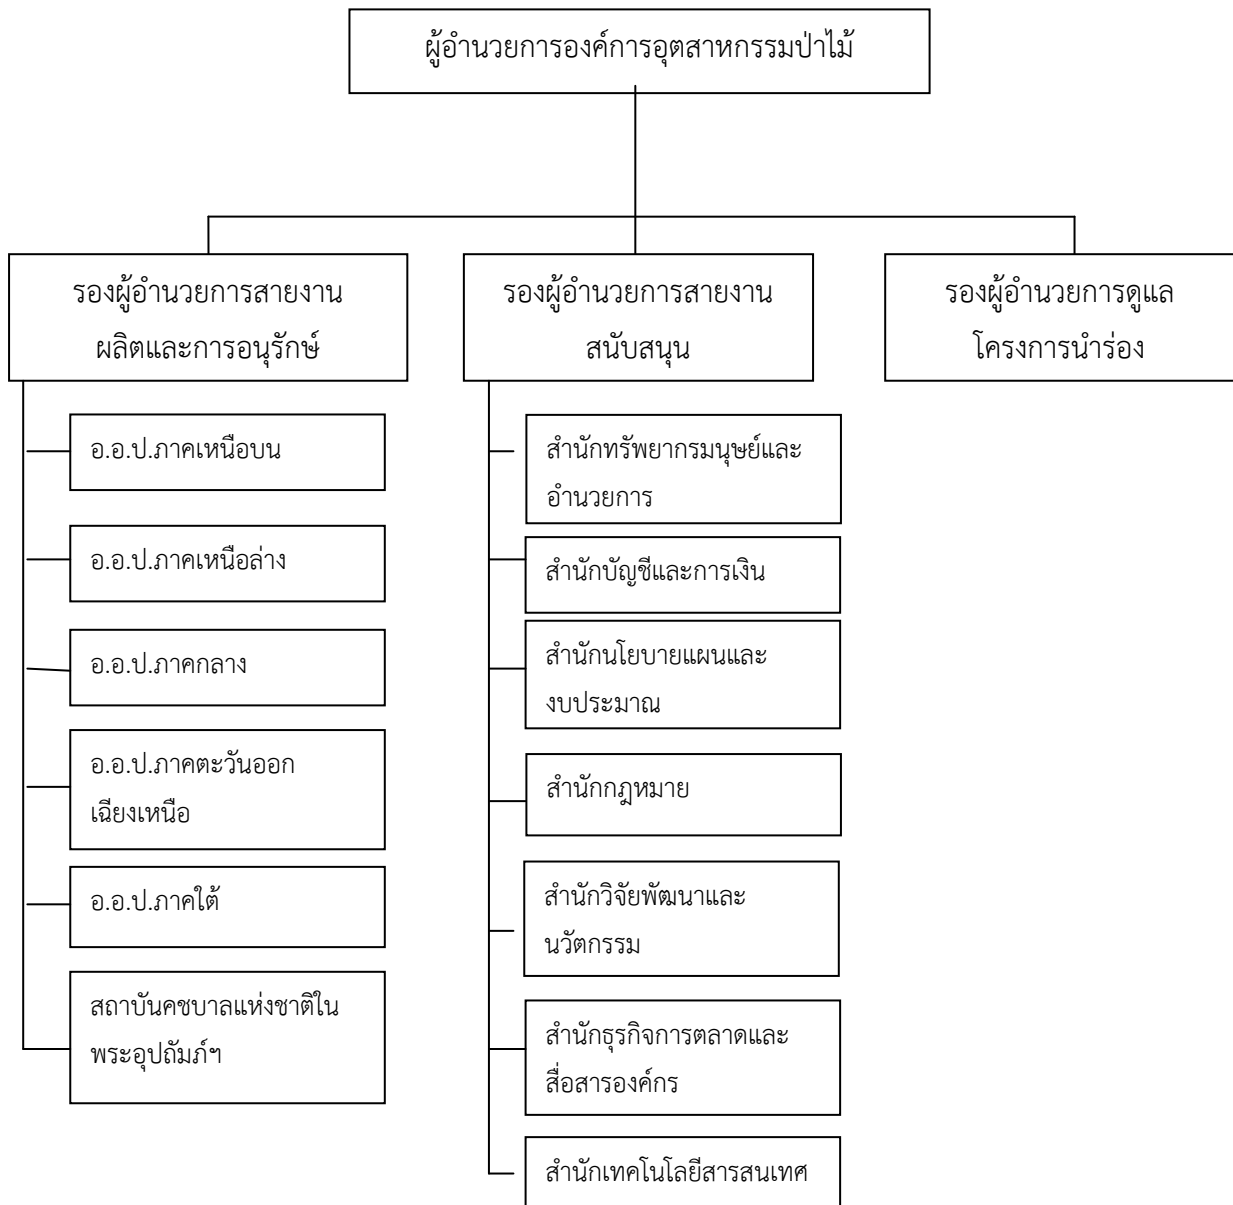 ผู้อำนวยการองค์การอุตสาหกรรมป่าไม้
รองผู้อำนวยการสายงาน
ผลิตและการอนุรักษ์
อ.อ.ป.ภาคเหนือบน
อ.อ.ป.ภาคเหนือล่าง
อ.อ.ป.ภาคกลาง
อ.อ.ป.ภาคตะวันออก
เฉียงเหนือ
อ.อ.ป.ภาคใต้
สถาบันคชบาลแห่งชาติใน
พระอุปถัมภ์ฯ
รองผู้อำนวยการสายงาน
สนับสนุน
สำนักทรัพยากรมนุษย์และ
อำนวยการ
สำนักบัญชีและการเงิน
สำนักนโยบายแผนและ
งบประมาณ
สำนักกฎหมาย
สำนักวิจัยพัฒนาและ
นวัตกรรม
สำนักธุรกิจการตลาดและ
สื่อสารองค์กร
สำนักเทคโนโลยีสารสนเทศ
รองผู้อำนวยการดูแล
โครงการนำร่อง